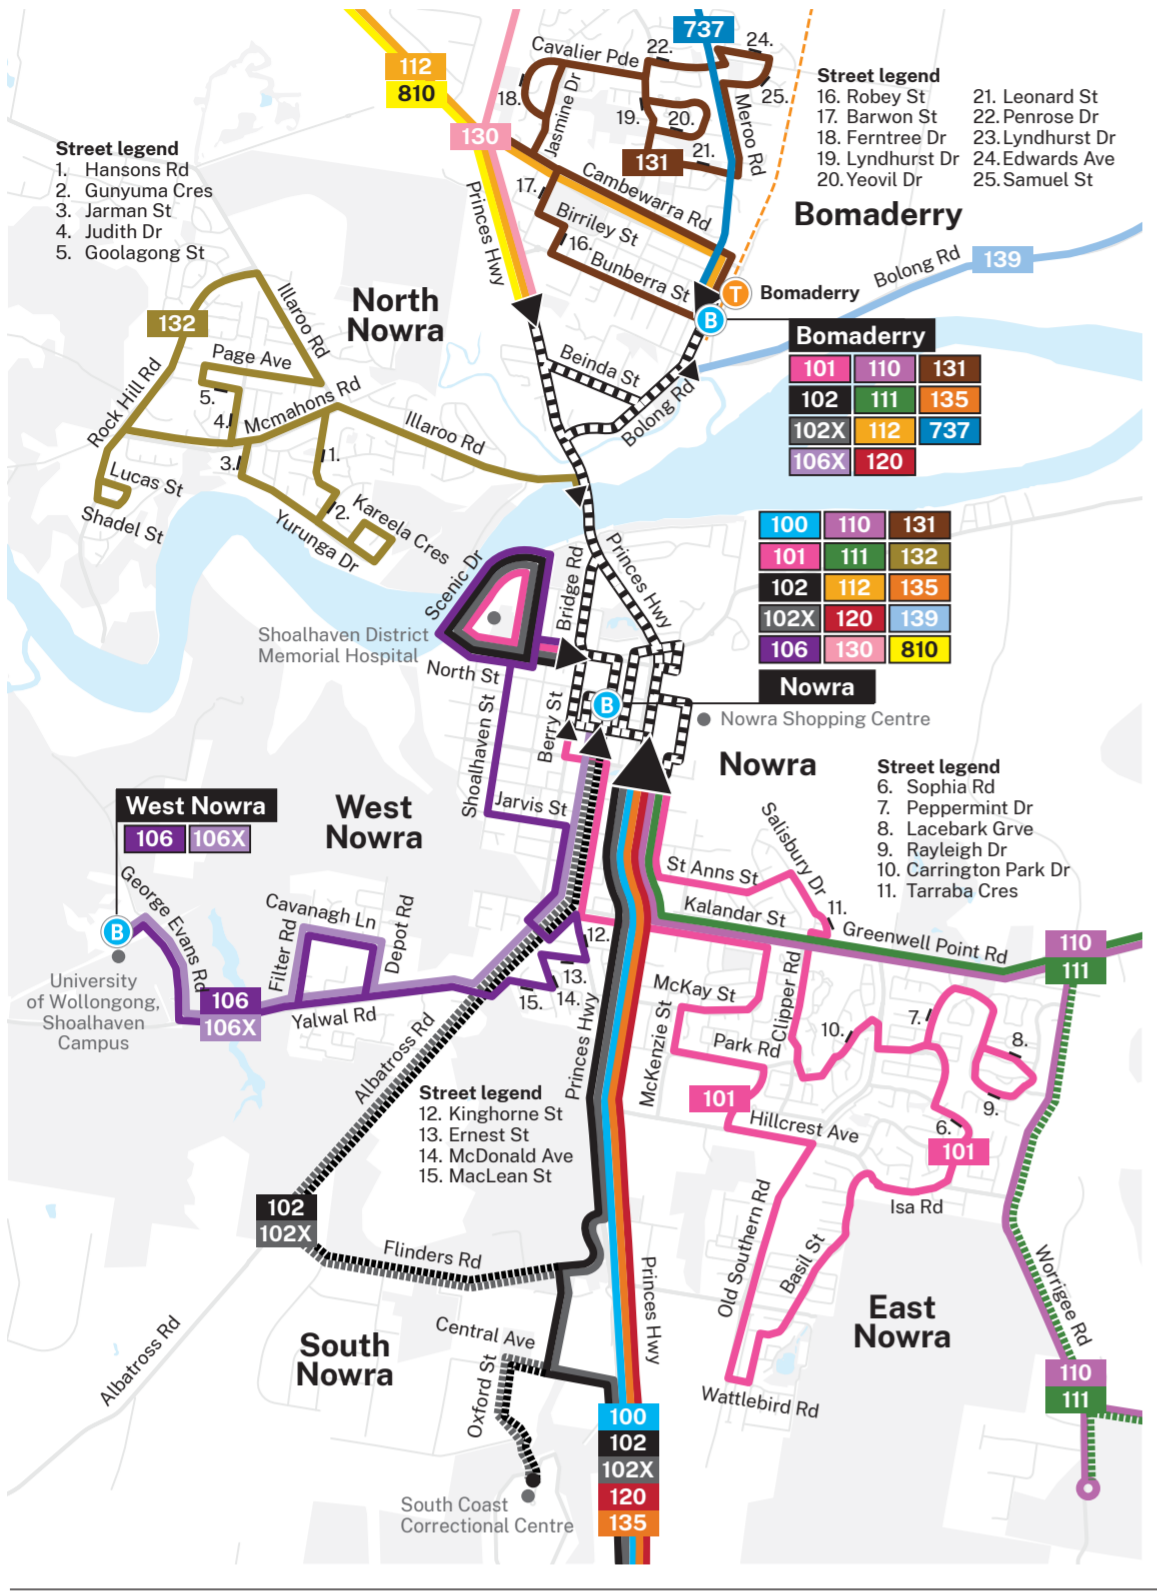 737
Cavalier Pde
22.
24.
112
810
18.
Jasmine Dr
19.
20.
25.
Meroo Rd
130
131
21.
Street legend
16. Robey St
17. Barwon St
18. Ferntree Dr
19. Lyndhurst Dr
20. Yeovil Dr
21. Leonard St
22. Penrose Dr
23. Lyndhurst Dr
24. Edwards Ave
25. Samuel St
Street legend
1. Hansons Rd
2. Gunyuma Cres
3. Jarman St
4. Judith Dr
5. Goolagong St
Princes Hwy
17.
Cambewarra Rd
Birriley St
16.
Bunberra St
Bomaderry
Bolong Rd
139
T
Bomaderry
B
North
Nowra
132
Illaroo Rd
Page Ave
Rock Hill Rd
5.
4.
Mcmahons Rd
Illaroo Rd
3.
1.
Lucas St
Shadel St
2.
Kareela Cres
Yurunga Dr
Beinda St
Bolong Rd
Bomaderry
101 110 131
102 111 135
102X 112 737
106X 120
100 110 131
101 111 132
102 112 135
102X 120 139
106 130 810
Nowra
Scenic Dr
Bridge Rd
Princes Hwy
Shoalhaven District
Memorial Hospital
North St
B
Nowra Shopping Centre
Shoalhaven St
Berry St
Nowra
Jarvis St
West Nowra
106 106X
West
Nowra
Street legend
6. Sophia Rd
7. Peppermint Dr
8. Lacebark Grve
9. Rayleigh Dr
10. Carrington Park Dr
11. Tarraba Cres
Salisbury Dr
St Anns St
Kalandar St
11.
Greenwell Point Rd
110
111
George Evans Rd
B
University
of Wollongong,
Shoalhaven
Campus
Cavanagh Ln
Filter Rd
Depot Rd
106
106X
Yalwal Rd
12.
13.
14.
15.
Albatross Rd
Princes Hwy
McKay St
McKenzie St
Clipper Rd
Park Rd
10.
7.
8.
9.
101
Hillcrest Ave
6.
101
Isa Rd
Street legend
12. Kinghorne St
13. Ernest St
14. McDonald Ave
15. MacLean St
102
102X
Flinders Rd
Old Southern Rd
Basil St
Princes Hwy
Worrigee Rd
East
Nowra
Albatross Rd
South
Nowra
Central Ave
Oxford St
Wattlebird Rd
110
111
100
102
102X
120
135
South Coast
Correctional Centre